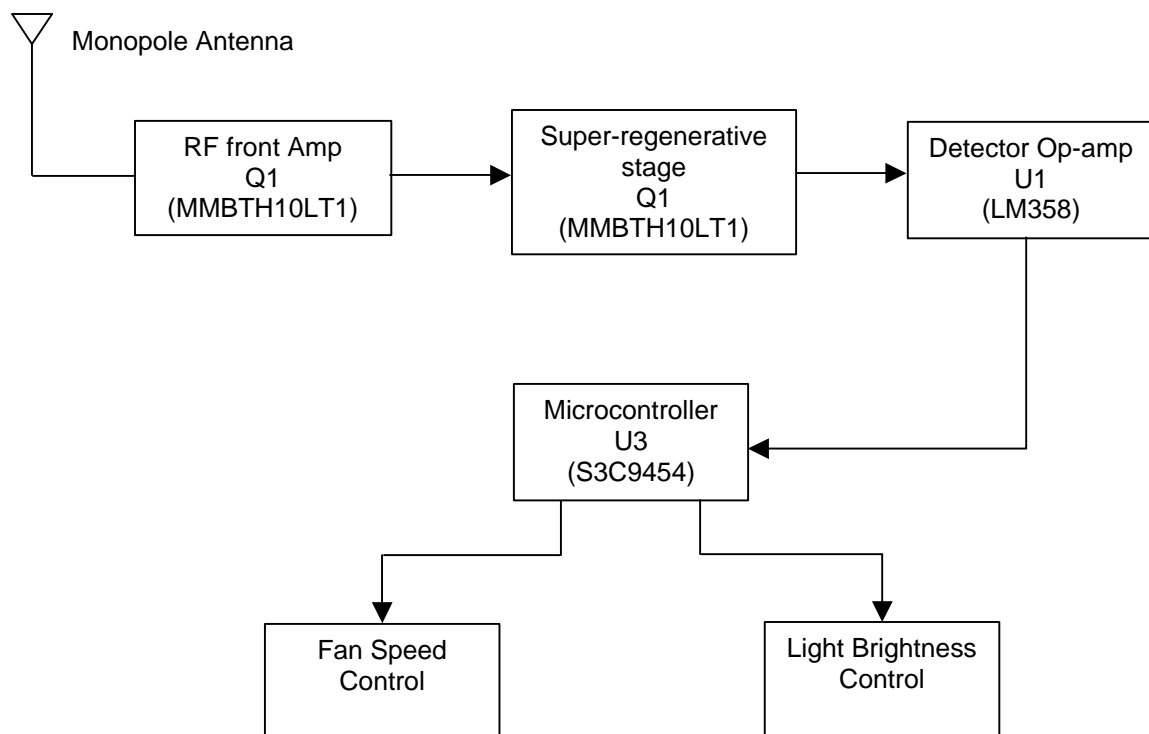 Monopole Antenna
RF front Amp
Q1
(MMBTH10LT1)
Super-regenerative
stage
Q1
(MMBTH10LT1)
Detector Op-amp
U1
(LM358)
Microcontroller
U3
(S3C9454)
Fan Speed
Control
Light Brightness
Control